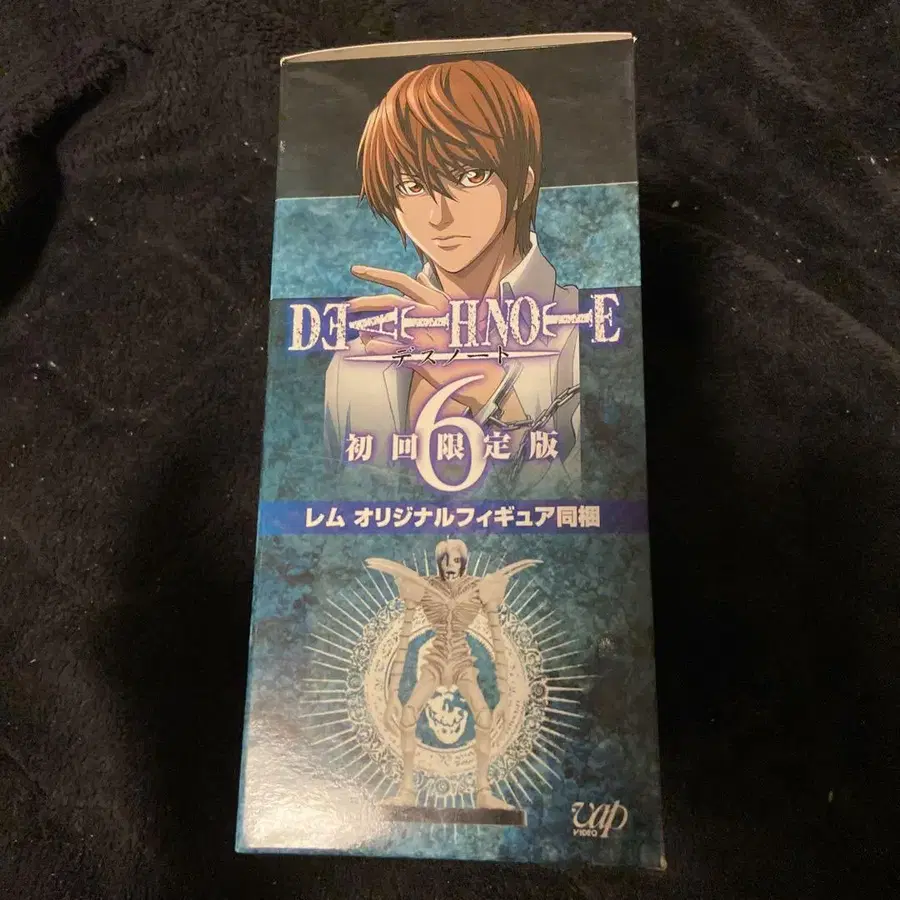 DEATH NOTE
デスノート
6
初回限定版
レム オリジナルフィギュア同梱
vap
VIDEO